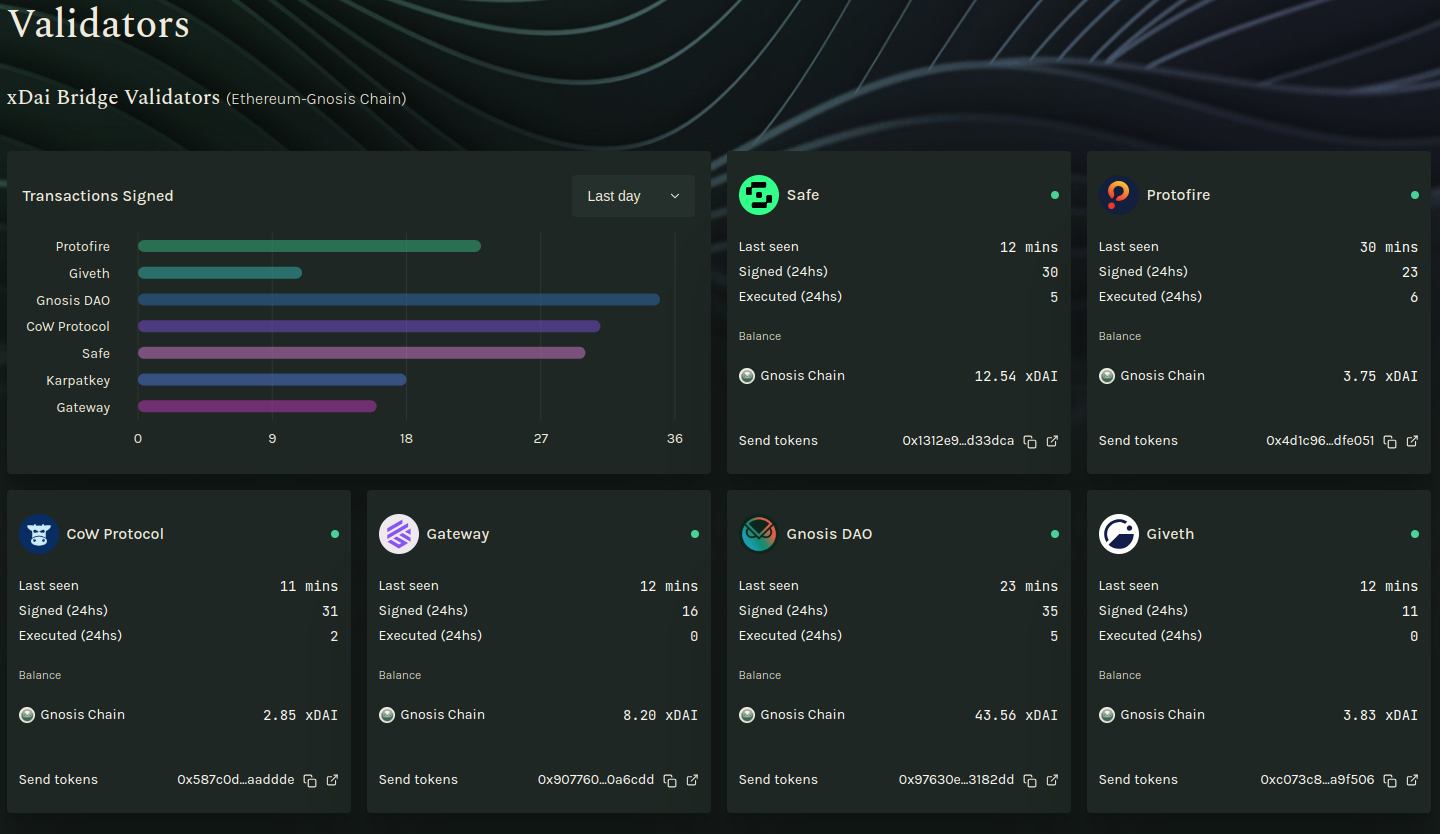 Validators
xDai Bridge Validators (Ethereum-Gnosis Chain)
Transactions Signed
Last day
Protofire
Giveth
Gnosis DAO
CoW Protocol
Safe
Karpatkey
Gateway
0 9 18 27 36
Safe
Last seen 12 mins
Signed (24hs) 30
Executed (24hs) 5
Balance
Gnosis Chain 12.54 xDAI
Send tokens 0x1312e9...d33dca
Protofire
Last seen 30 mins
Signed (24hs) 23
Executed (24hs) 6
Balance
Gnosis Chain 3.75 xDAI
Send tokens 0x4d1c96...dfe051
CoW Protocol
Last seen 11 mins
Signed (24hs) 31
Executed (24hs) 2
Balance
Gnosis Chain 2.85 xDAI
Send tokens 0x587c0d...aaddde
Gateway
Last seen 12 mins
Signed (24hs) 16
Executed (24hs) 0
Balance
Gnosis Chain 8.20 xDAI
Send tokens 0x907760...0a6cdd
Gnosis DAO
Last seen 23 mins
Signed (24hs) 35
Executed (24hs) 5
Balance
Gnosis Chain 43.56 xDAI
Send tokens 0x97630e...3182dd
Giveth
Last seen 12 mins
Signed (24hs) 11
Executed (24hs) 0
Balance
Gnosis Chain 3.83 xDAI
Send tokens 0xc073c8...a9f506